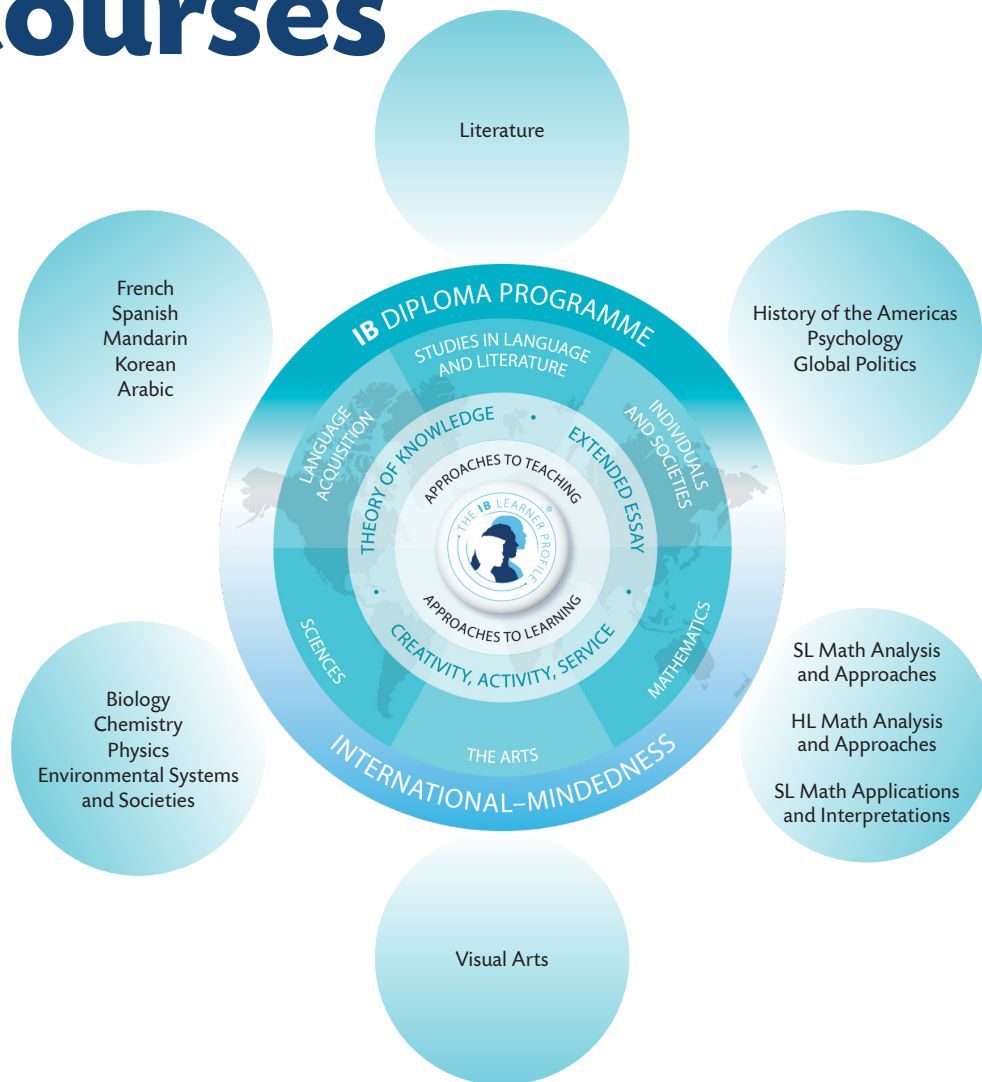 ourses
Literature
French
Spanish
Mandarin
Korean
Arabic
History of the Americas
Psychology
Global Politics
IB DIPLOMA PROGRAMME
STUDIES IN LANGUAGE
AND LITERATURE
LANGUAGE
ACQUISITION
INDIVIDUALS
AND SOCIETIES
THEORY OF KNOWLEDGE
EXTENDED ESSAY
APPROACHES TO TEACHING
THE IB LEARNER PROFILE
®
APPROACHES TO LEARNING
CREATIVITY, ACTIVITY, SERVICE
SCIENCES
MATHEMATICS
THE ARTS
INTERNATIONAL–MINDEDNESS
Biology
Chemistry
Physics
Environmental Systems
and Societies
SL Math Analysis
and Approaches
HL Math Analysis
and Approaches
SL Math Applications
and Interpretations
Visual Arts